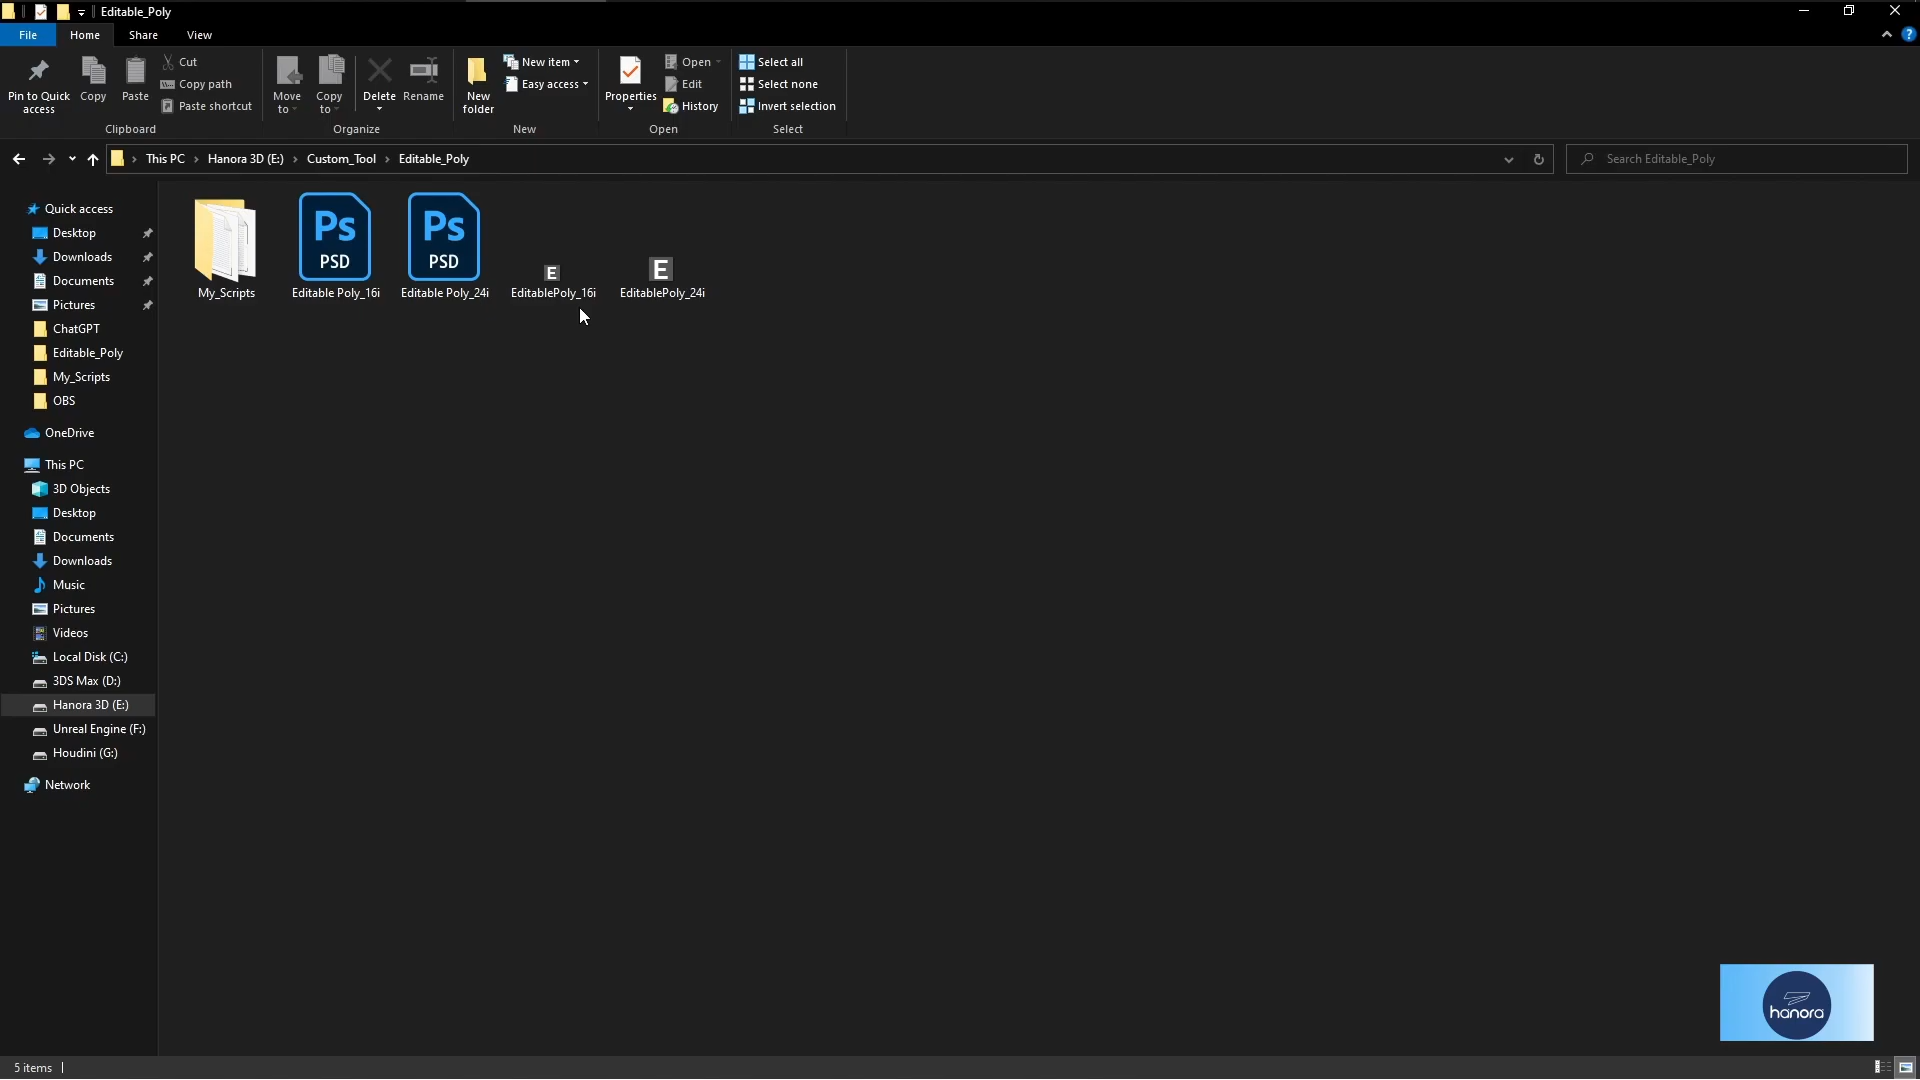 Editable_Poly
File
Home
Share
View
Pin to Quick
access
Copy
Paste
Cut
Copy path
Paste shortcut
Clipboard
Move
to
Copy
to
Delete
Rename
Organize
New
folder
New item
Easy access
New
Properties
Open
Edit
History
Open
Select all
Select none
Invert selection
Select
This PC
Hanora 3D (E:)
Custom_Tool
Editable_Poly
Search Editable_Poly
Quick access
Desktop
Downloads
Documents
Pictures
ChatGPT
Editable_Poly
My_Scripts
OBS
OneDrive
This PC
3D Objects
Desktop
Documents
Downloads
Music
Pictures
Videos
Local Disk (C:)
3DS Max (D:)
Hanora 3D (E:)
Unreal Engine (F:)
Houdini (G:)
Network
My_Scripts
Ps
PSD
Editable Poly_16i
Ps
PSD
Editable Poly_24i
E
EditablePoly_16i
E
EditablePoly_24i
hanora
5 items